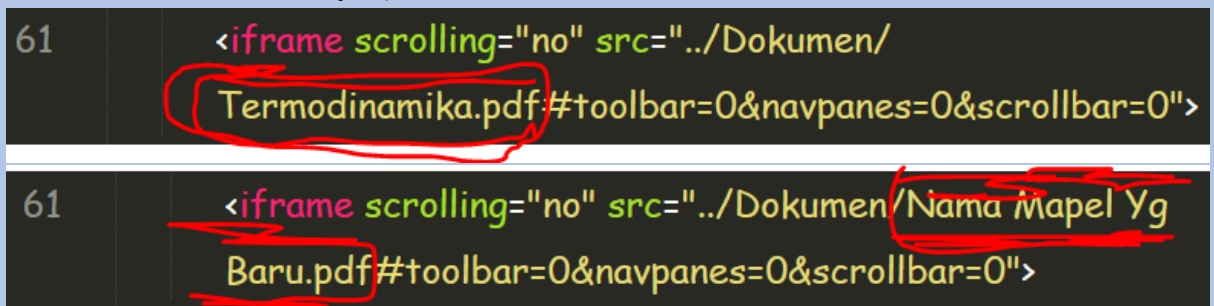 61 <iframe scrolling="no" src="../Dokumen/
Termodinamika.pdf#toolbar=0&navpanes=0&scrollbar=0">
61 <iframe scrolling="no" src="../Dokumen/Nama Mapel Yg
Baru.pdf#toolbar=0&navpanes=0&scrollbar=0">